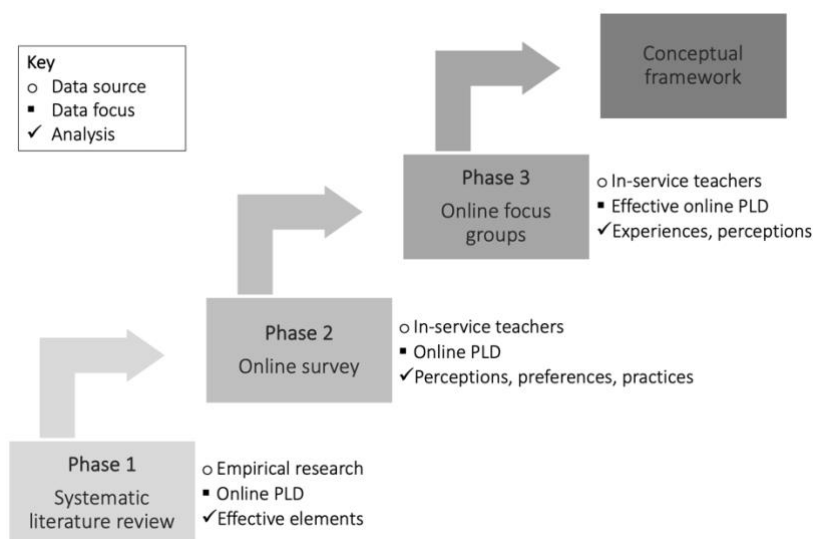 Key
o Data source
▪ Data focus
✓ Analysis
Conceptual
framework
Phase 3
Online focus
groups
o In-service teachers
▪ Effective online PLD
✓Experiences, perceptions
Phase 2
Online survey
o In-service teachers
▪ Online PLD
✓Perceptions, preferences, practices
Phase 1
Systematic
literature review
o Empirical research
▪ Online PLD
✓Effective elements